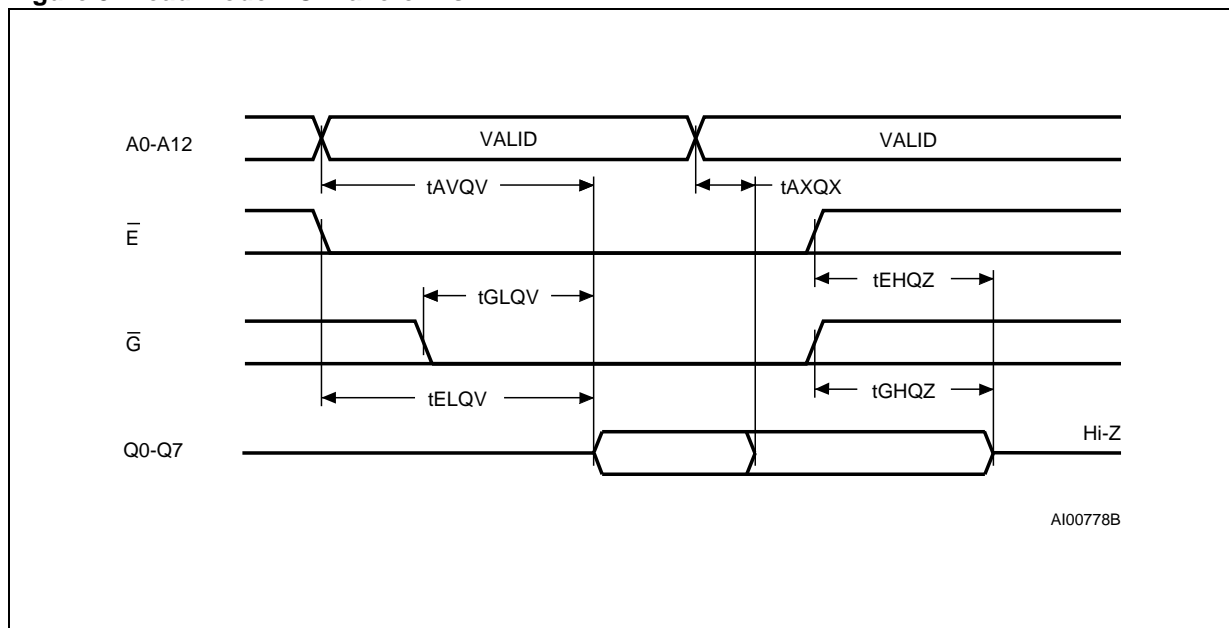 A0-A12
VALID
VALID
tAVQV
tAXQX
E
tEHQZ
tGLQV
G
tGHQZ
tELQV
Hi-Z
Q0-Q7
AI00778B